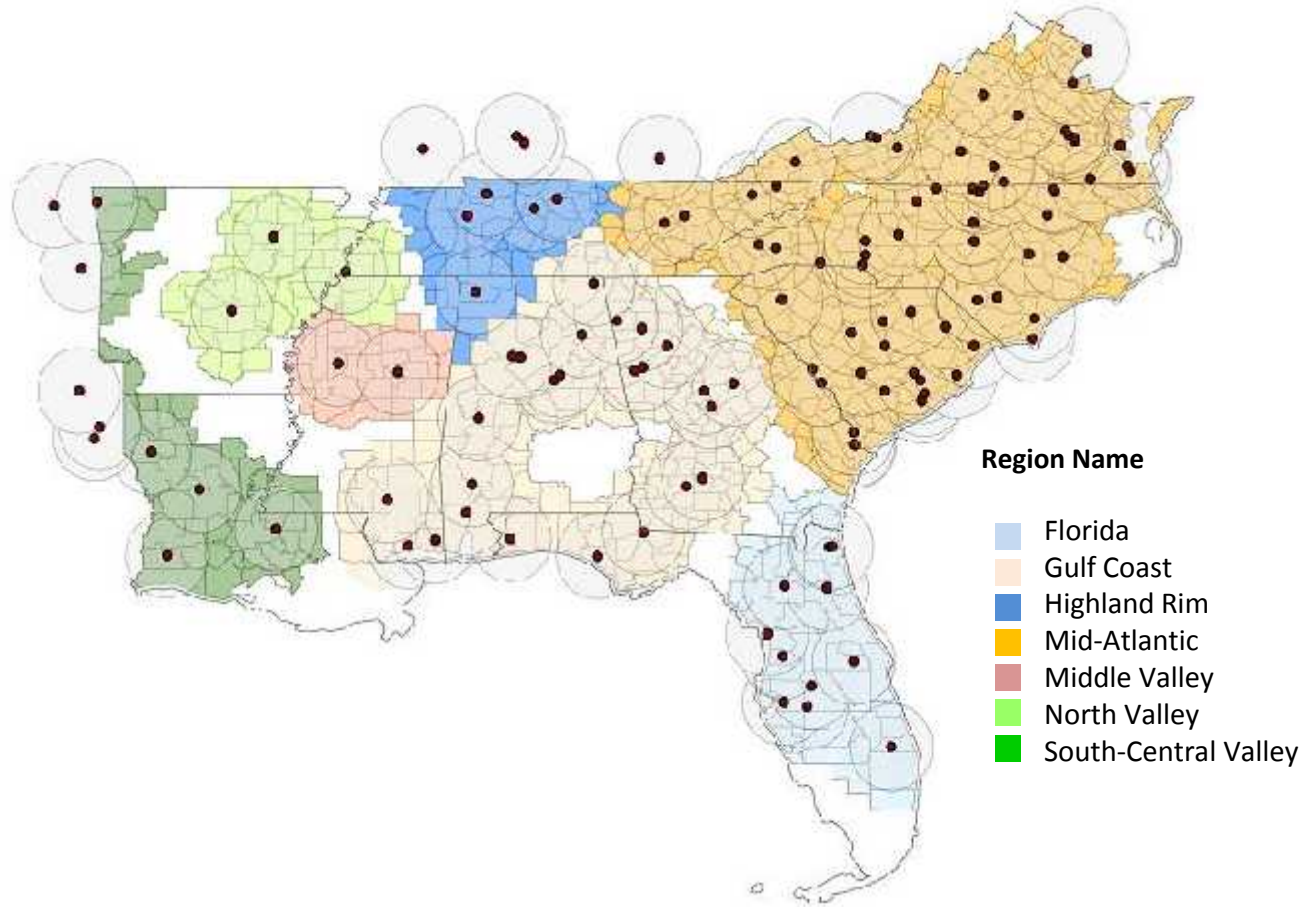 Region Name
Florida
Gulf Coast
Highland Rim
Mid-Atlantic
Middle Valley
North Valley
South-Central Valley